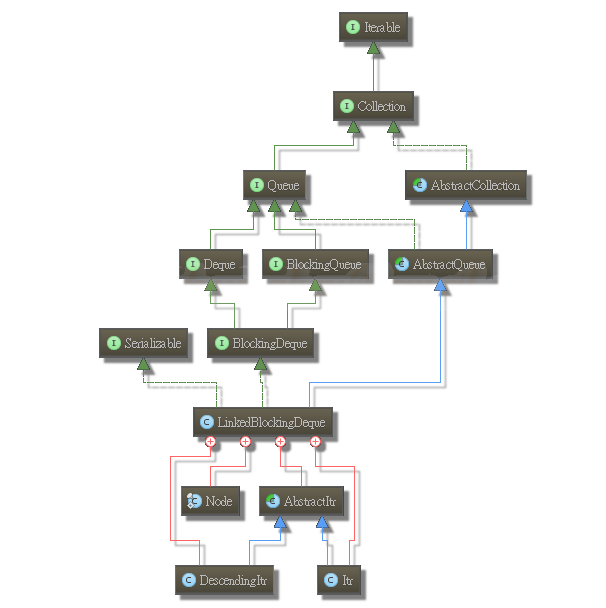 I Iterable
I Collection
I Queue
C AbstractCollection
I Deque
I BlockingQueue
C AbstractQueue
I Serializable
I BlockingDeque
C LinkedBlockingDeque
C Node
C AbstractItr
C DescendingItr
C Itr